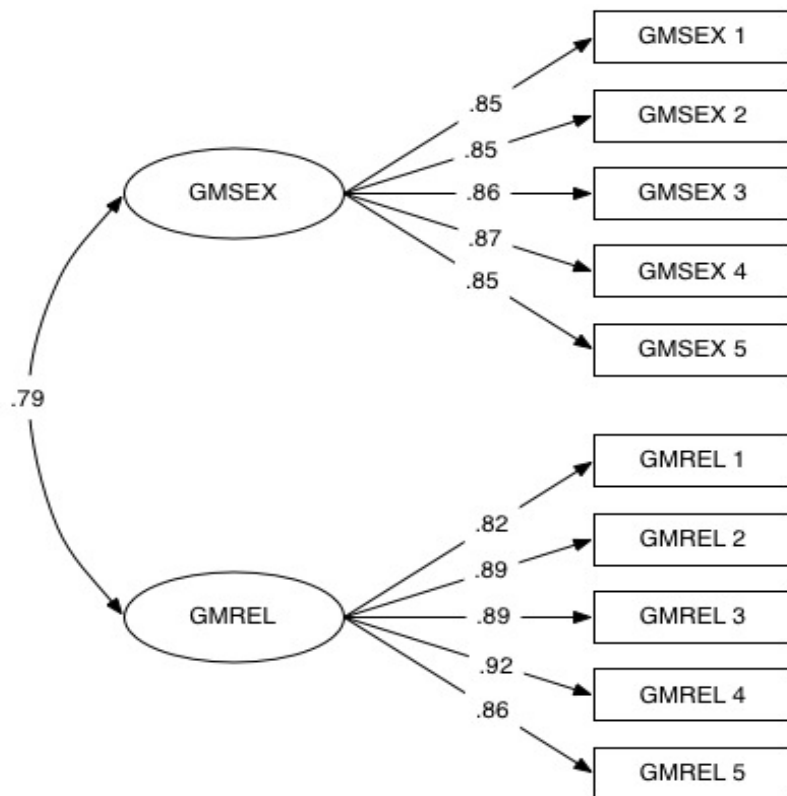 GMSEX 1
.85
GMSEX 2
.85
GMSEX
.86
GMSEX 3
.87
GMSEX 4
.85
GMSEX 5
.79
GMREL 1
.82
GMREL 2
.89
GMREL
.89
GMREL 3
.92
GMREL 4
.86
GMREL 5